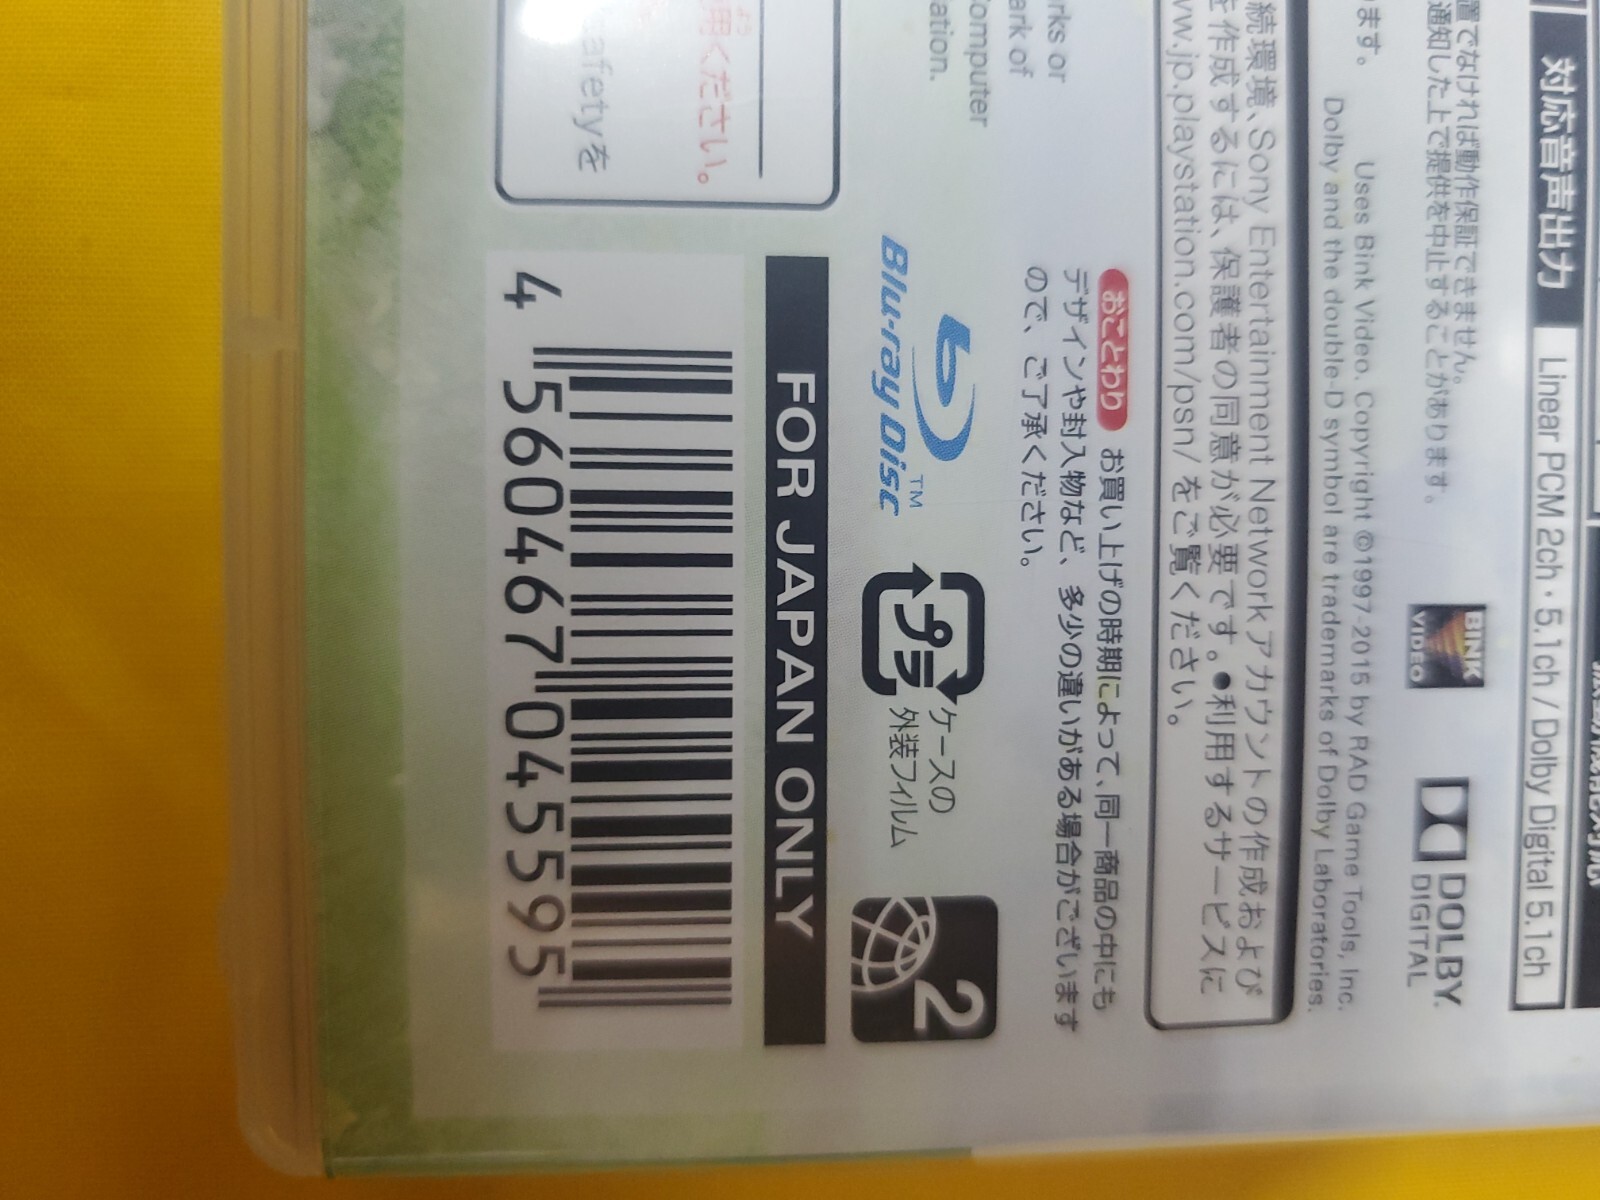 対応音声出力 Linear PCM 2ch・5.1ch / Dolby Digital 5.1ch
置でなければ動作保証できません。
通知した上で提供を中止することがあります。
BINK
VIDEO
DOLBY
DIGITAL
ます。
Uses Bink Video. Copyright ©1997-2015 by RAD Game Tools, Inc.
Dolby and the double-D symbol are trademarks of Dolby Laboratories.
続環境、Sony Entertainment Networkアカウントの作成および
を作成するには、保護者の同意が必要です。●利用するサービスに
ww.jp.playstation.com/psn/ をご覧ください。
おことわり お買い上げの時期によって、同一商品の中にも
デザインや封入物など、多少の違いがある場合がございます
ので、ご了承ください。
rks or
ark of
Computer
ation.
Blu-ray Disc™
プラ
ケースの
外装フィルム
2
用ください。
afetyを
FOR JAPAN ONLY
4 560467 045595